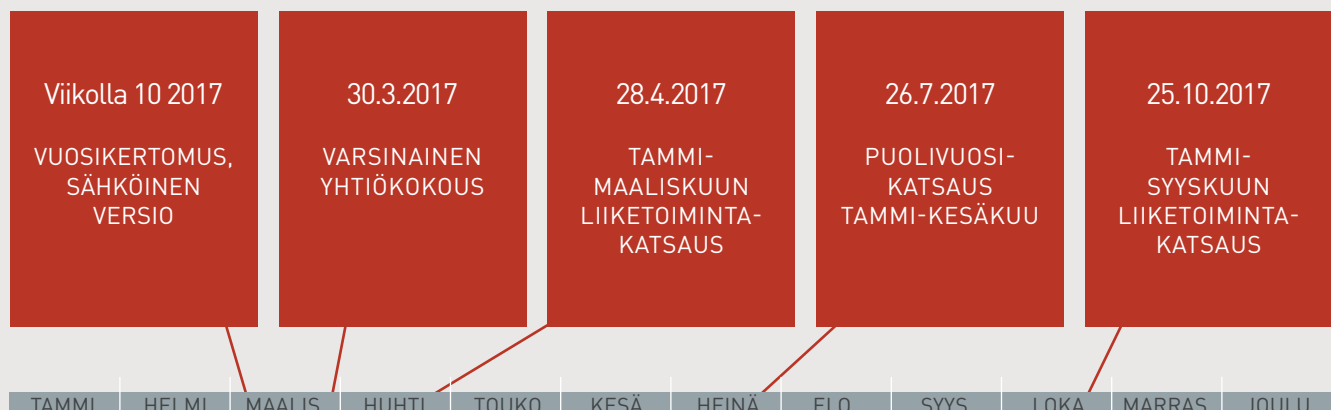 Viikolla 10 2017
VUOSIKERTOMUS,
SÄHKÖINEN
VERSIO
30.3.2017
VARSINAINEN
YHTIÖKOKOUS
28.4.2017
TAMMI-
MAALISKUUN
LIIKETOIMINTA-
KATSAUS
26.7.2017
PUOLIVUOSI-
KATSAUS
TAMMI-KESÄKUU
25.10.2017
TAMMI-
SYYSKUUN
LIIKETOIMINTA-
KATSAUS
TAMMI HELMI MAALIS HUHTI TOUKO KESÄ HEINÄ ELO SYYS LOKA MARRAS JOULU